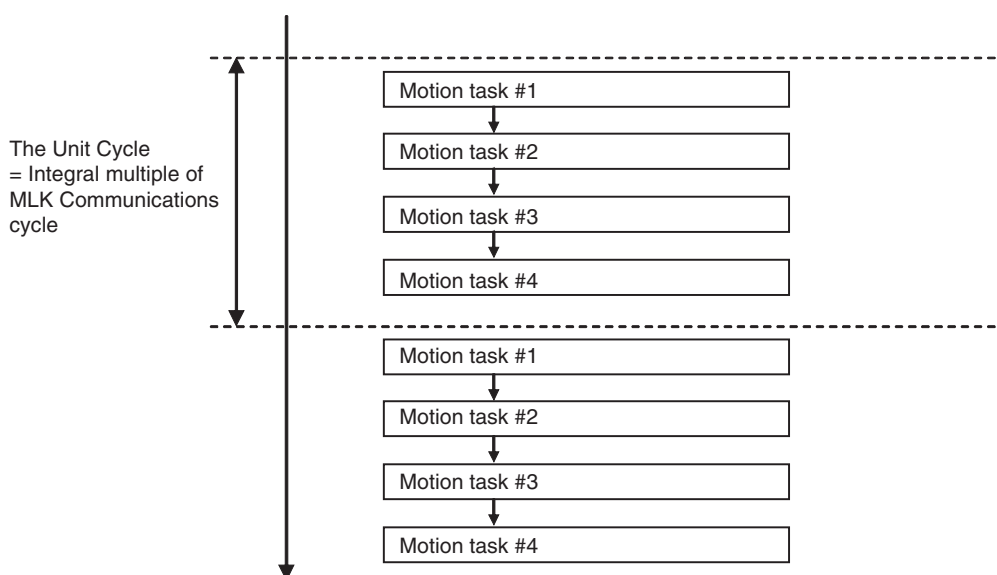 Motion task #1
Motion task #2
The Unit Cycle
= Integral multiple of
MLK Communications
cycle
Motion task #3
Motion task #4
Motion task #1
Motion task #2
Motion task #3
Motion task #4